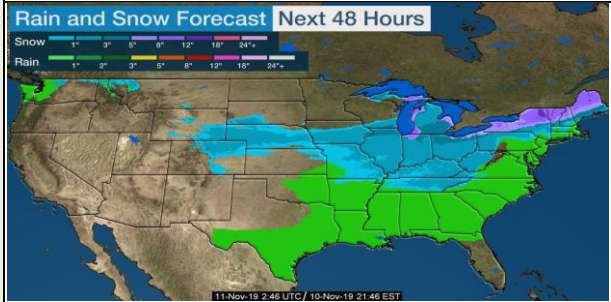 Rain and Snow Forecast Next 48 Hours
Snow 1" 3" 5" 8" 12" 18" 24"+
Rain 1" 2" 3" 5" 8" 12" 18" 24"+
11-Nov-19 2:46 UTC / 10-Nov-19 21:46 EST